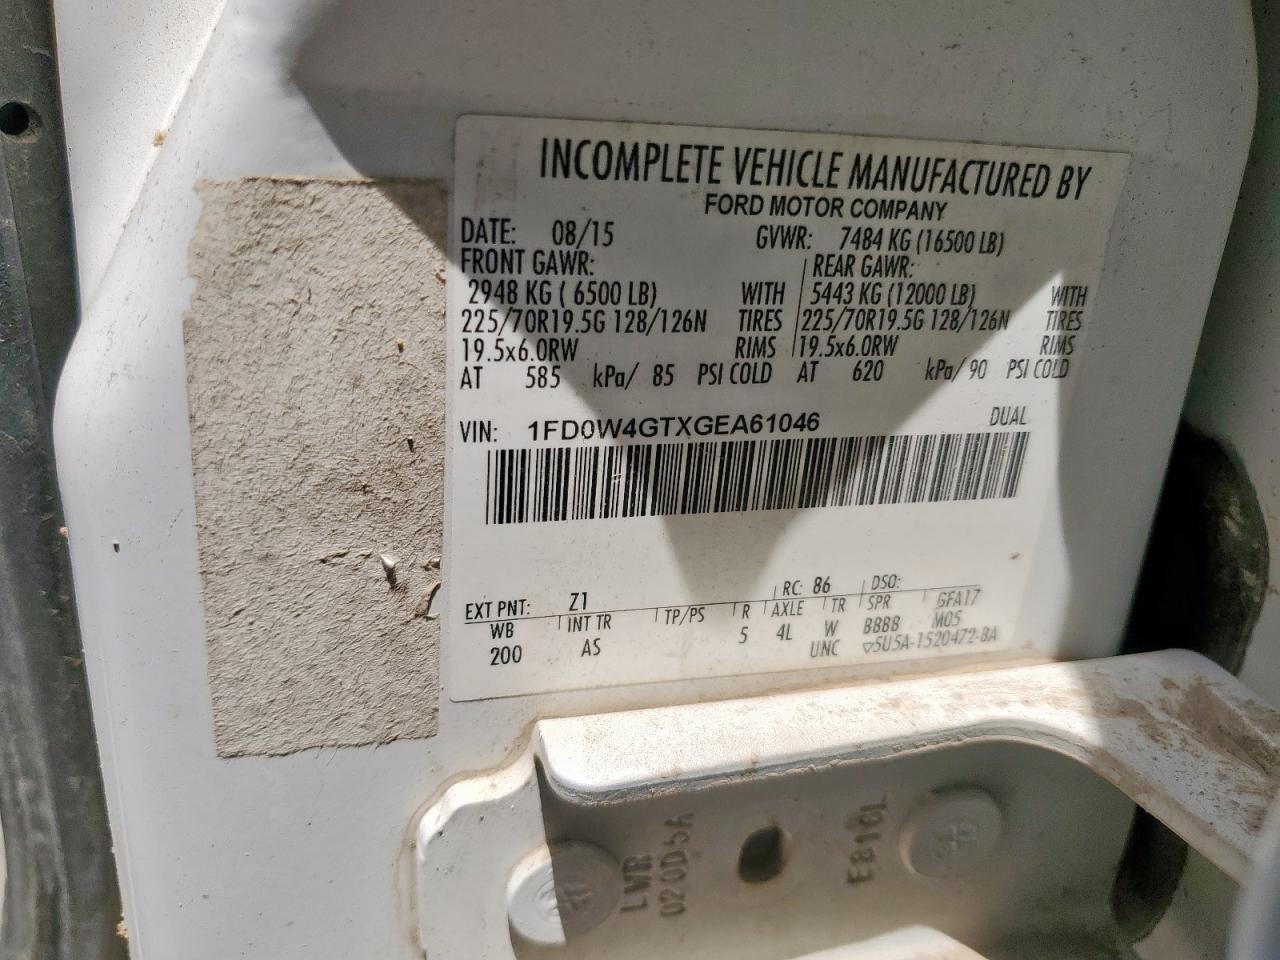 INCOMPLETE VEHICLE MANUFACTURED BY
FORD MOTOR COMPANY
DATE: 08/15 GVWR: 7484 KG (16500 LB)
FRONT GAWR: REAR GAWR:
2948 KG ( 6500 LB) WITH 5443 KG (12000 LB) WITH
225/70R19.5G 128/126N TIRES 225/70R19.5G 128/126N TIRES
19.5x6.0RW RIMS 19.5x6.0RW RIMS
AT 585 kPa/ 85 PSI COLD AT 620 kPa/ 90 PSI COLD
VIN: 1FD0W4GTXGEA61046 DUAL
EXT PNT: Z1 RC: 86 DSO:
WB INT TR TP/PS R AXLE TR SPR GFA17
200 AS 5 4L W BBBB M05
UNC ▽5U5A-1520472-BA
LWR
020D5A
E816L